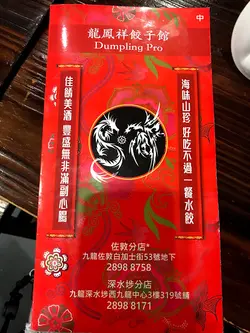 中
龍鳳祥餃子館
Dumpling Pro
海味山珍 好吃不過一餐水餃
佳餚美酒 豐盛無非滿副心腸
佐敦分店*
九龍佐敦白加士街53號地下
2898 8758
深水埗分店
九龍深水埗西九龍中心3樓319號舖
2898 8171